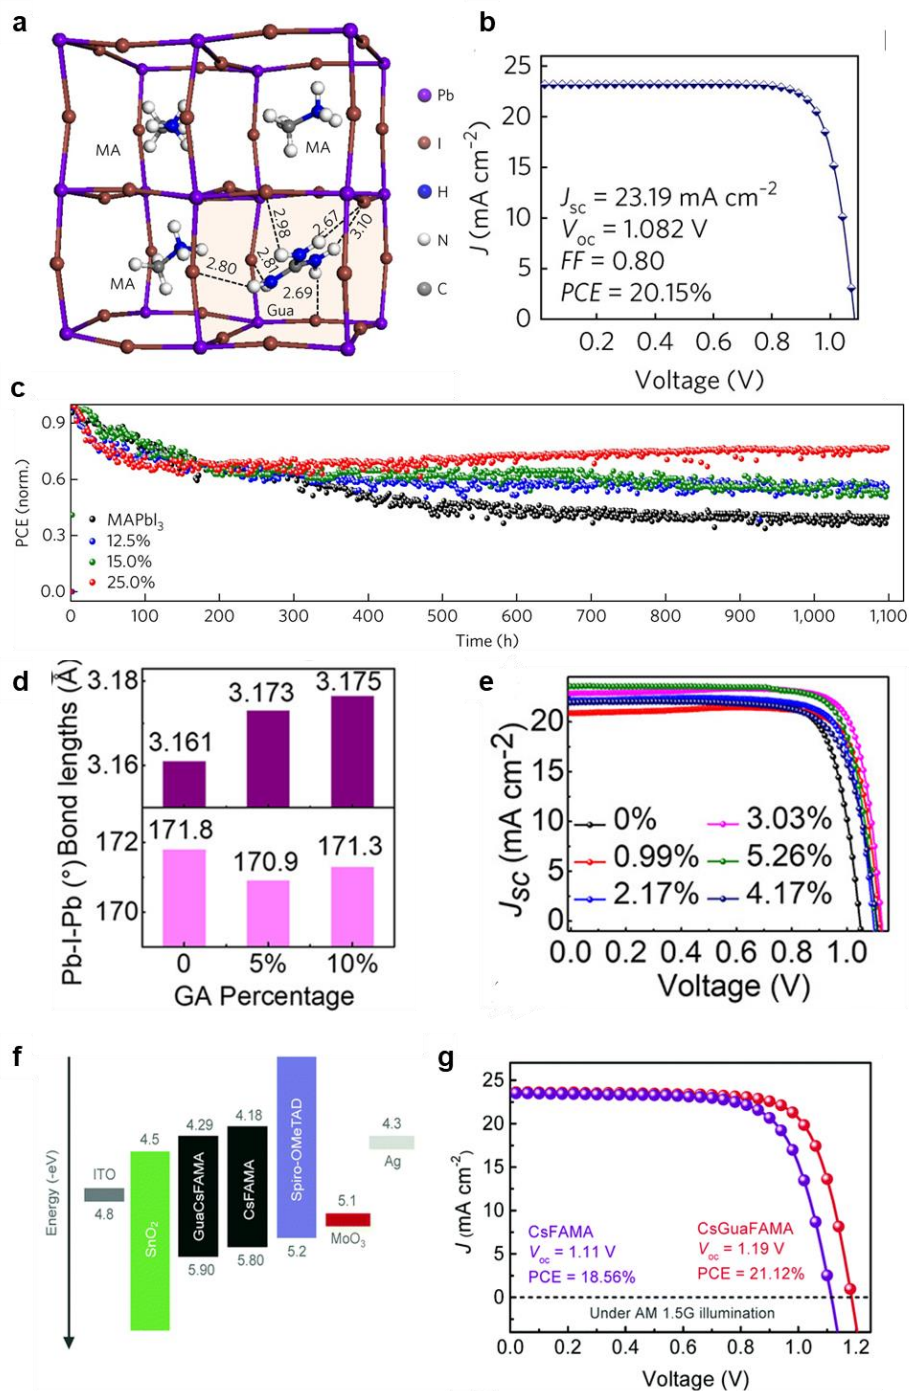 a
MA
MA
MA
Gua
2.98
2.67
3.10
2.80
2.81
2.69
Pb
I
H
N
C
b
J (mA cm⁻²)
25
20
15
10
5
0
Jsc = 23.19 mA cm⁻²
Voc = 1.082 V
FF = 0.80
PCE = 20.15%
0.2 0.4 0.6 0.8 1.0
Voltage (V)
c
PCE (norm.)
0.9
0.6
0.3
0.0
MAPbI₃
12.5%
15.0%
25.0%
0 100 200 300 400 500 600 700 800 900 1,000 1,100
Time (h)
d
Pb-I-Pb (°) Bond lengths (Å)
3.18
3.16
3.161
3.173
3.175
172
170
171.8
170.9
171.3
0 5% 10%
GA Percentage
e
JSC (mA cm-2)
20
15
10
5
0
0%
0.99%
2.17%
3.03%
5.26%
4.17%
0.0 0.2 0.4 0.6 0.8 1.0
Voltage (V)
f
Energy (-eV)
ITO
4.8
4.5
SnO₂
4.29
GuaCsFAMA
5.90
4.18
CsFAMA
5.80
Spiro-OMeTAD
5.2
5.1
MoO₃
4.3
Ag
g
J (mA cm⁻²)
25
20
15
10
5
0
CsFAMA
Voc = 1.11 V
PCE = 18.56%
CsGuaFAMA
Voc = 1.19 V
PCE = 21.12%
Under AM 1.5G illumination
0.0 0.2 0.4 0.6 0.8 1.0 1.2
Voltage (V)